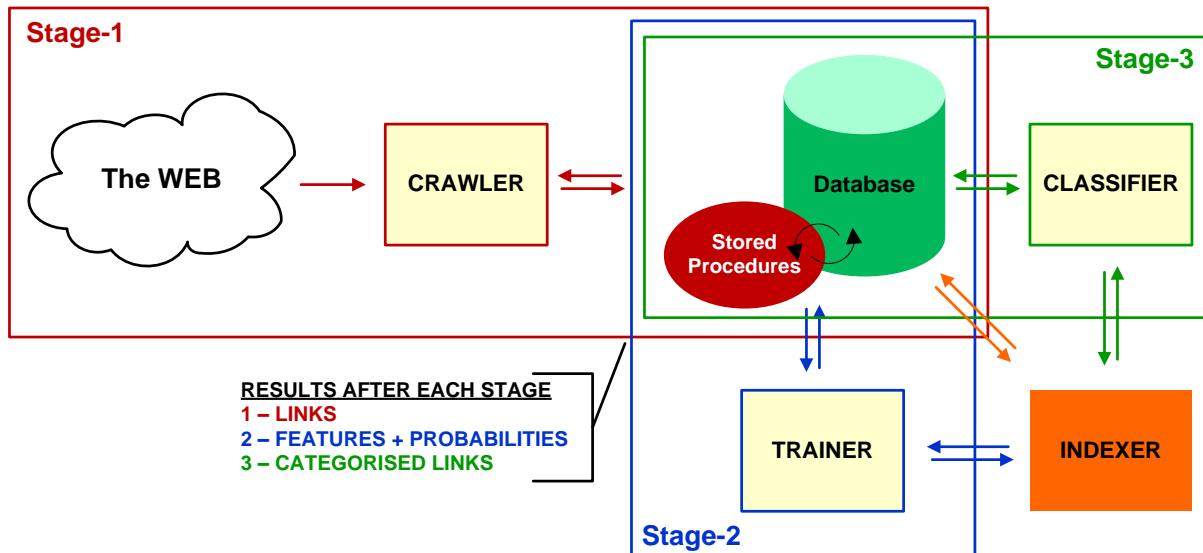 Stage-1
Stage-3
The WEB
CRAWLER
Database
CLASSIFIER
Stored
Procedures
RESULTS AFTER EACH STAGE
1 – LINKS
2 – FEATURES + PROBABILITIES
3 – CATEGORISED LINKS
TRAINER
INDEXER
Stage-2